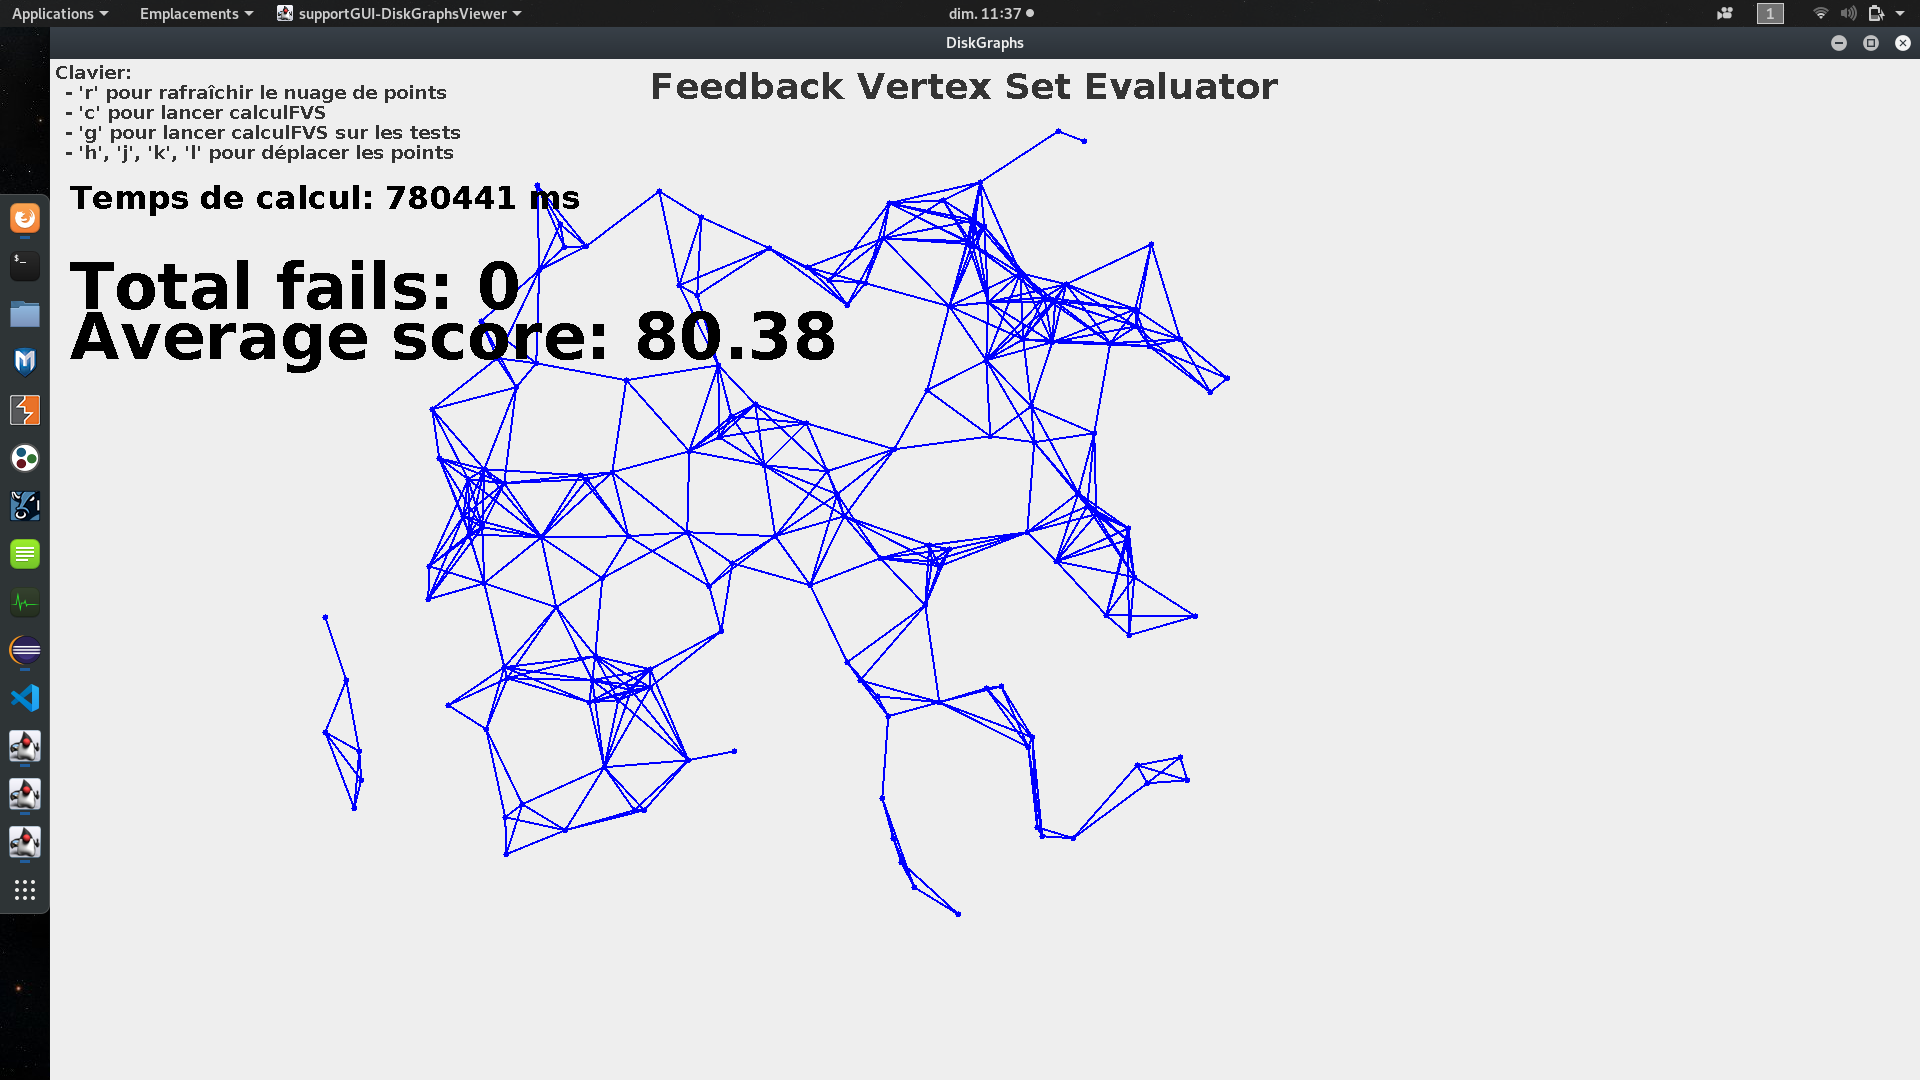 Applications Emplacements supportGUI-DiskGraphsViewer dim. 11:37 1
DiskGraphs
Clavier:
- 'r' pour rafraîchir le nuage de points
- 'c' pour lancer calculFVS
- 'g' pour lancer calculFVS sur les tests
- 'h', 'j', 'k', 'l' pour déplacer les points
Feedback Vertex Set Evaluator
Temps de calcul: 780441 ms
Total fails: 0
Average score: 80.38